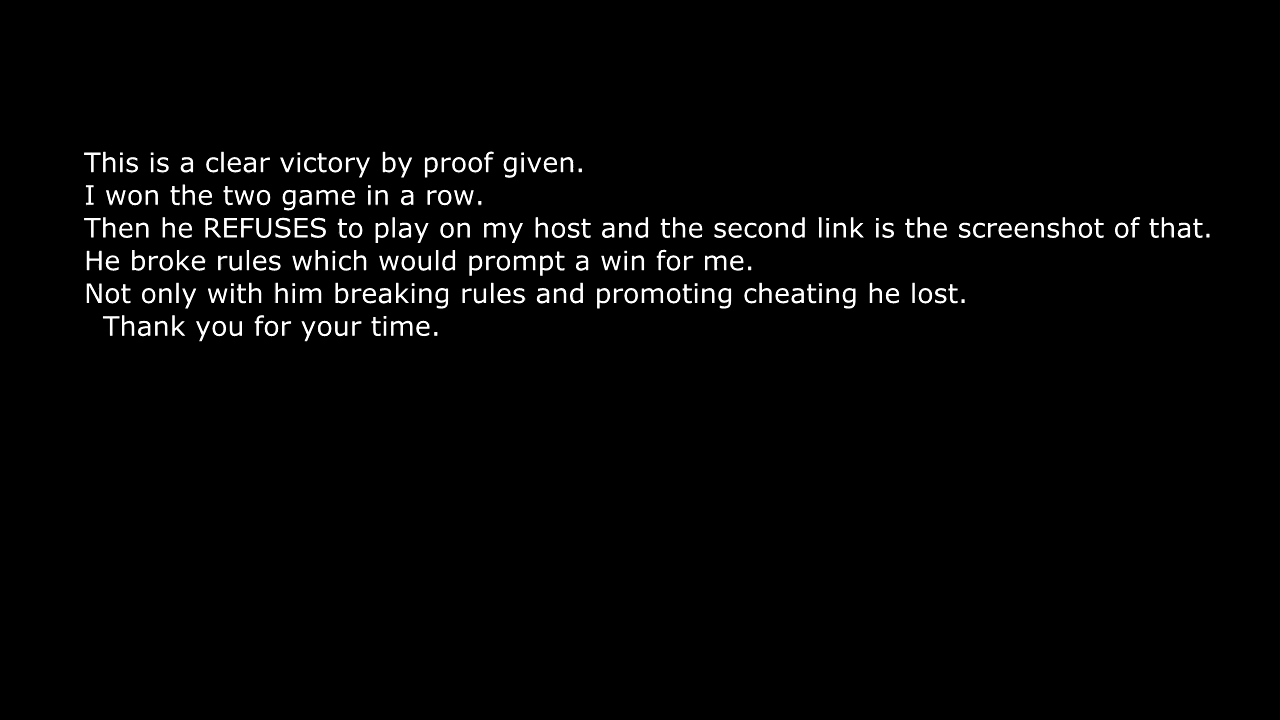 This is a clear victory by proof given.
I won the two game in a row.
Then he REFUSES to play on my host and the second link is the screenshot of that.
He broke rules which would prompt a win for me.
Not only with him breaking rules and promoting cheating he lost.
Thank you for your time.